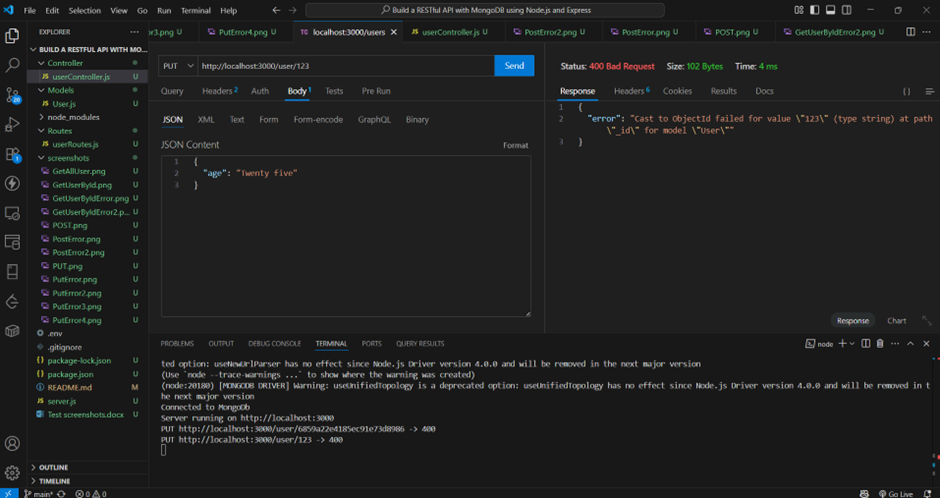 File Edit Selection View Go Run Terminal Help
Build a RESTful API with MongoDB using Node.js and Express
EXPLORER
BUILD A RESTFUL API WITH MO...
Controller
JS userController.js U
Models
JS User.js U
node_modules
Routes
JS userRoutes.js U
screenshots
GetAllUser.png U
GetUserById.png U
GetUserByIdError.png U
GetUserByIdError2.p... U
POST.png U
PostError.png U
PostError2.png U
PUT.png U
PutError.png U
PutError2.png U
PutError3.png U
PutError4.png U
.env
.gitignore
package-lock.json U
package.json U
README.md M
JS server.js U
Test screenshots.docx U
OUTLINE
TIMELINE
20
1
r3.png U PutError4.png U TC localhost:3000/users JS userController.js U PostError2.png U PostError.png U POST.png U GetUserByIdError2.png U
PUT http://localhost:3000/user/123 Send
Query Headers 2 Auth Body 1 Tests Pre Run
JSON XML Text Form Form-encode GraphQL Binary
JSON Content Format
1 {
2 "age": "Twenty five"
3 }
Status: 400 Bad Request Size: 102 Bytes Time: 4 ms
Response Headers 6 Cookies Results Docs { }
1 {
2 "error": "Cast to ObjectId failed for value \"123\" (type string) at path
\"_id\" for model \"User\""
3 }
Response Chart
PROBLEMS OUTPUT DEBUG CONSOLE TERMINAL PORTS QUERY RESULTS node
ted option: useNewUrlParser has no effect since Node.js Driver version 4.0.0 and will be removed in the next major version
(Use `node --trace-warnings ...` to show where the warning was created)
(node:20180) [MONGODB DRIVER] Warning: useUnifiedTopology is a deprecated option: useUnifiedTopology has no effect since Node.js Driver version 4.0.0 and will be removed in t
he next major version
Connected to MongoDb
Server running on http://localhost:3000
PUT http://localhost:3000/user/6859a22e4185ec91e73d8986 -> 400
PUT http://localhost:3000/user/123 -> 400
main* 0 0 Go Live